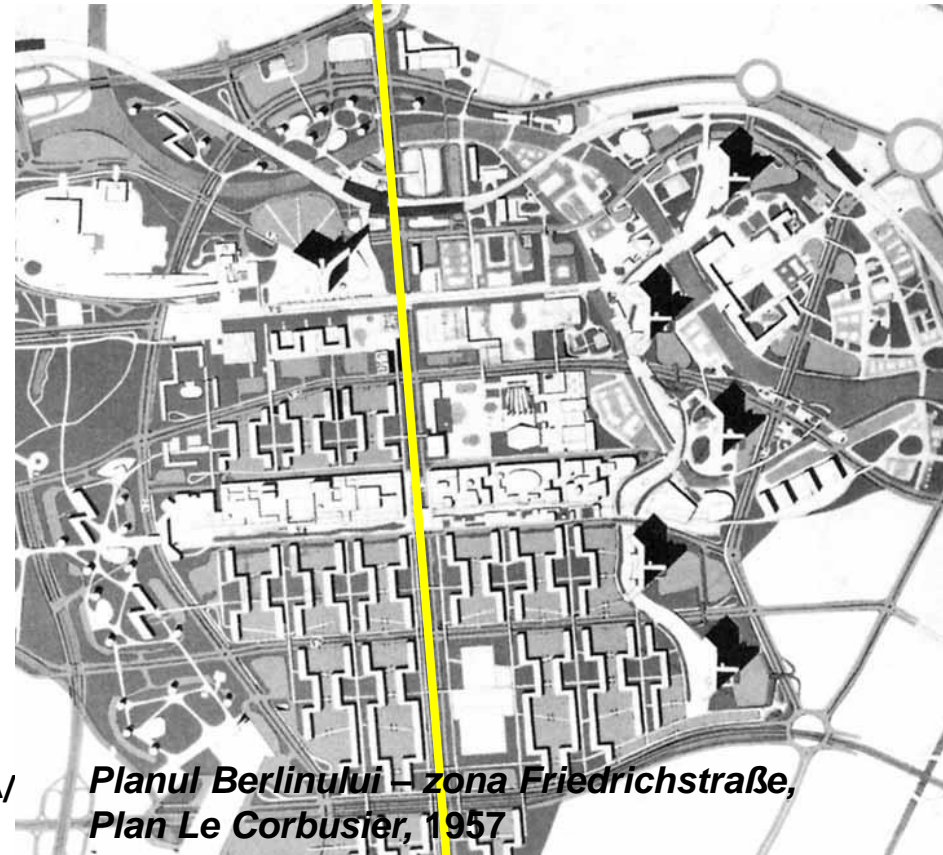 Planul Berlinului – zona Friedrichstraße,
Plan Le Corbusier, 1957